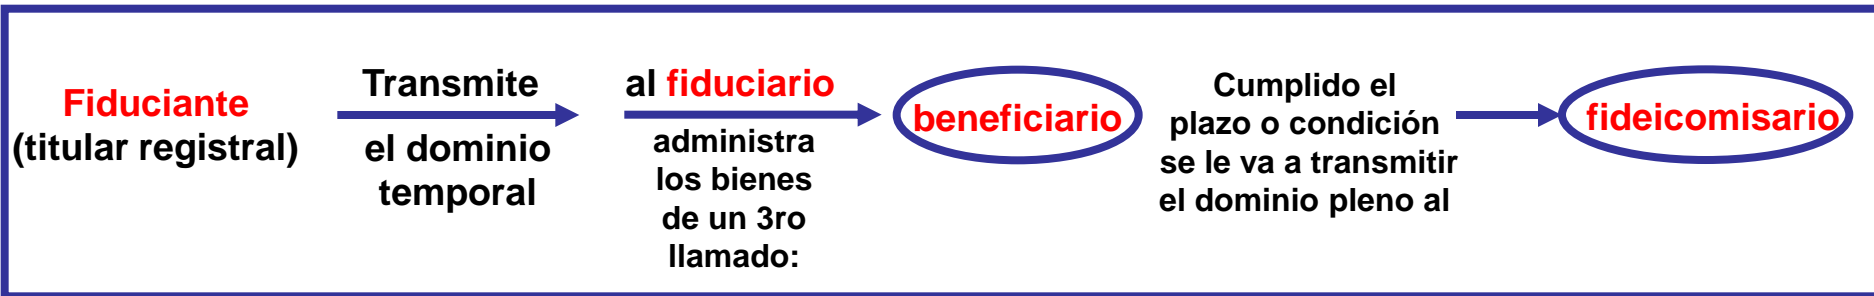 Fiduciante
(titular registral)
Transmite
el dominio
temporal
al fiduciario
administra
los bienes
de un 3ro
llamado:
beneficiario
Cumplido el
plazo o condición
se le va a transmitir
el dominio pleno al
fideicomisario